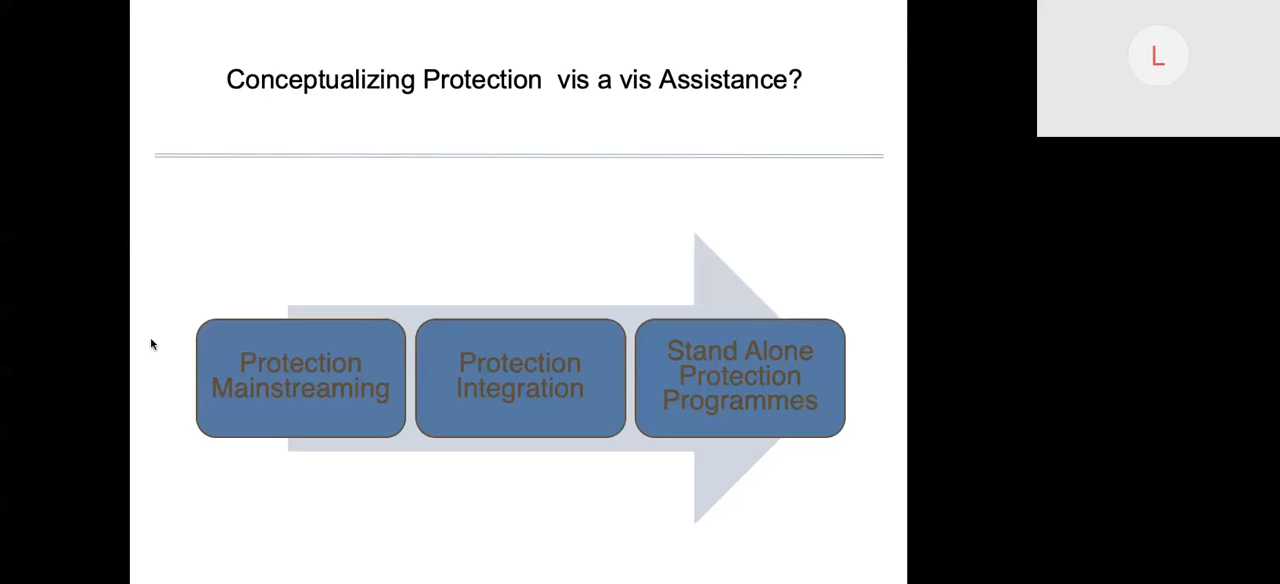 Conceptualizing Protection  vis a vis Assistance?
L
Protection
Mainstreaming
Protection
Integration
Stand Alone
Protection
Programmes